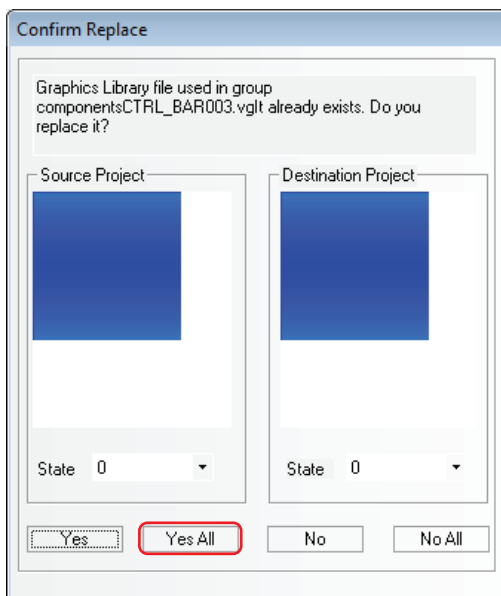 Confirm Replace
Graphics Library file used in group
componentsCTRL_BAR003.vglt already exists. Do you
replace it?
Source Project
Destination Project
State 0
State 0
Yes
Yes All
No
No All